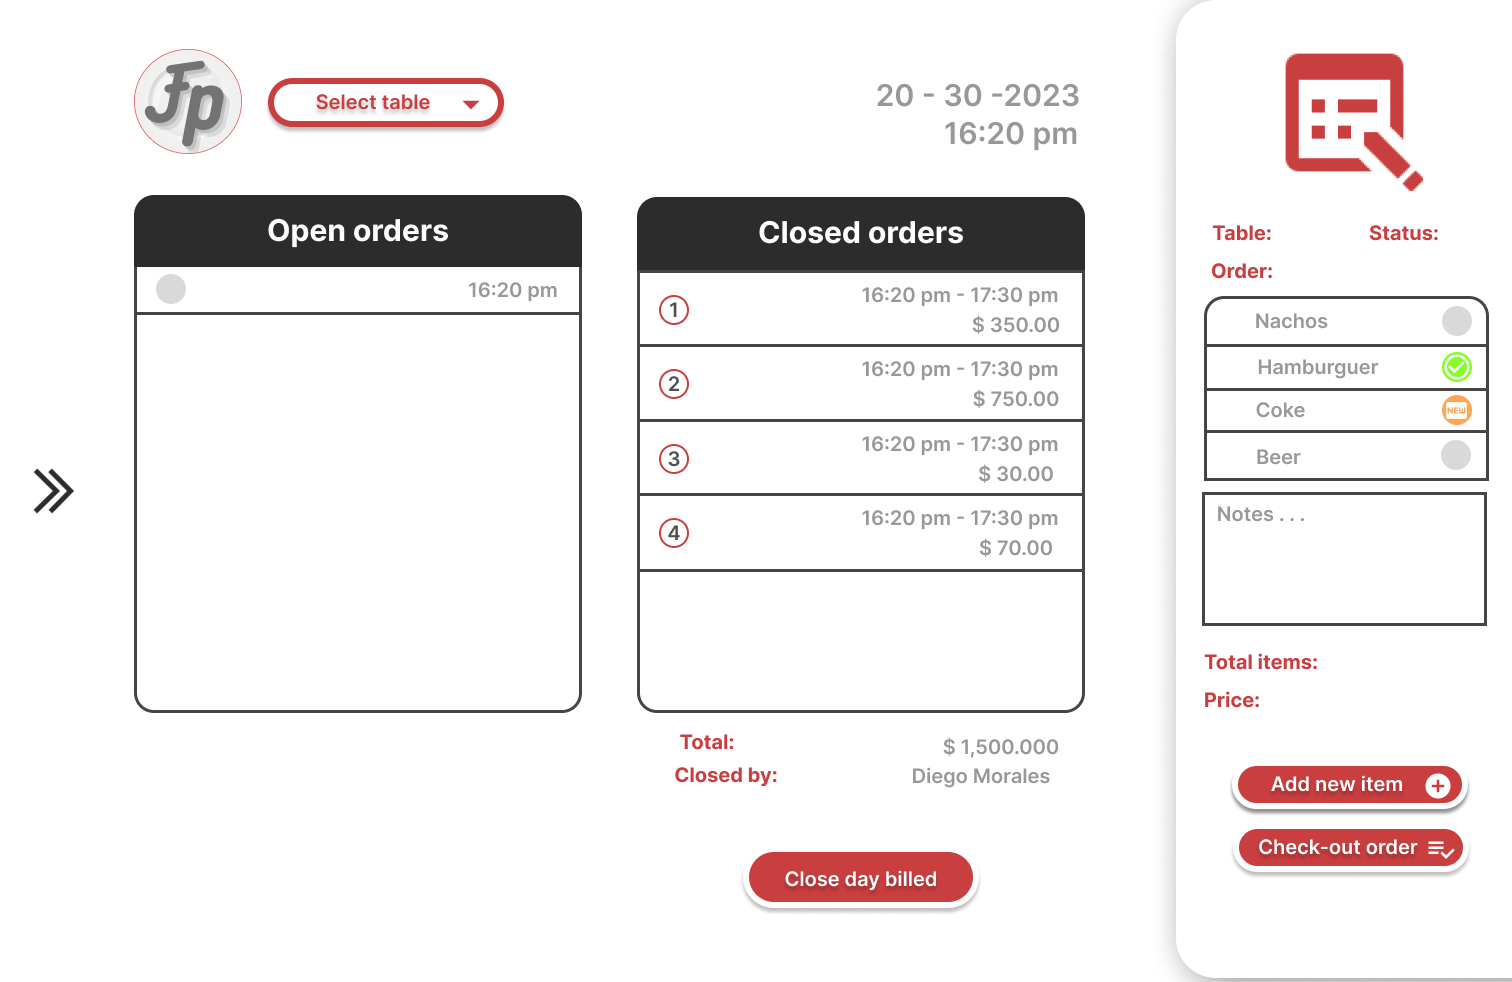 Jp
Select table
20 - 30 -2023
16:20 pm
Open orders
16:20 pm
Closed orders
1
16:20 pm - 17:30 pm
$ 350.00
2
16:20 pm - 17:30 pm
$ 750.00
3
16:20 pm - 17:30 pm
$ 30.00
4
16:20 pm - 17:30 pm
$ 70.00
Total:
$ 1,500.000
Closed by:
Diego Morales
Close day billed
Table:
Status:
Order:
Nachos
Hamburguer
Coke
NEW
Beer
Notes . . .
Total items:
Price:
Add new item
Check-out order